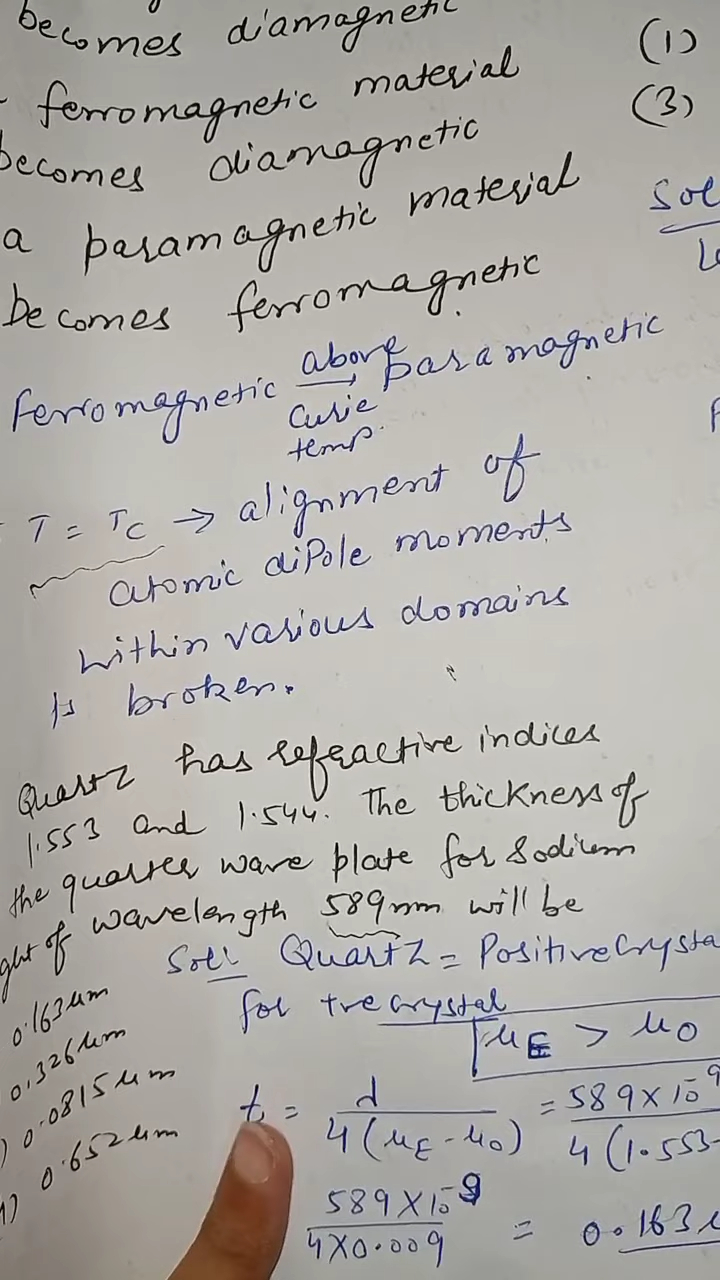 becomes diamagnetic
ferromagnetic material
becomes diamagnetic
a paramagnetic material
becomes ferromagnetic
(1)
(3)
Sol
Ferromagnetic above → Curie temp. paramagnetic
T = Tc → alignment of
atomic dipole moments
within various domains
is broken.
Quartz has refractive indices
1.553 and 1.544. The thickness of
the quarter wave plate for sodium
ght of wavelength 589nm will be
0.163 μm
0.326 μm
) 0.0815 μm
) 0.652 μm
Sol: Quartz = Positive Crysta
for +ve crystal
μE > μ0
t = λ / 4(μE - μ0) = 589 × 10⁻⁹ / 4(1.553-
589 × 10⁻⁹ / 4×0.009 = 0.163